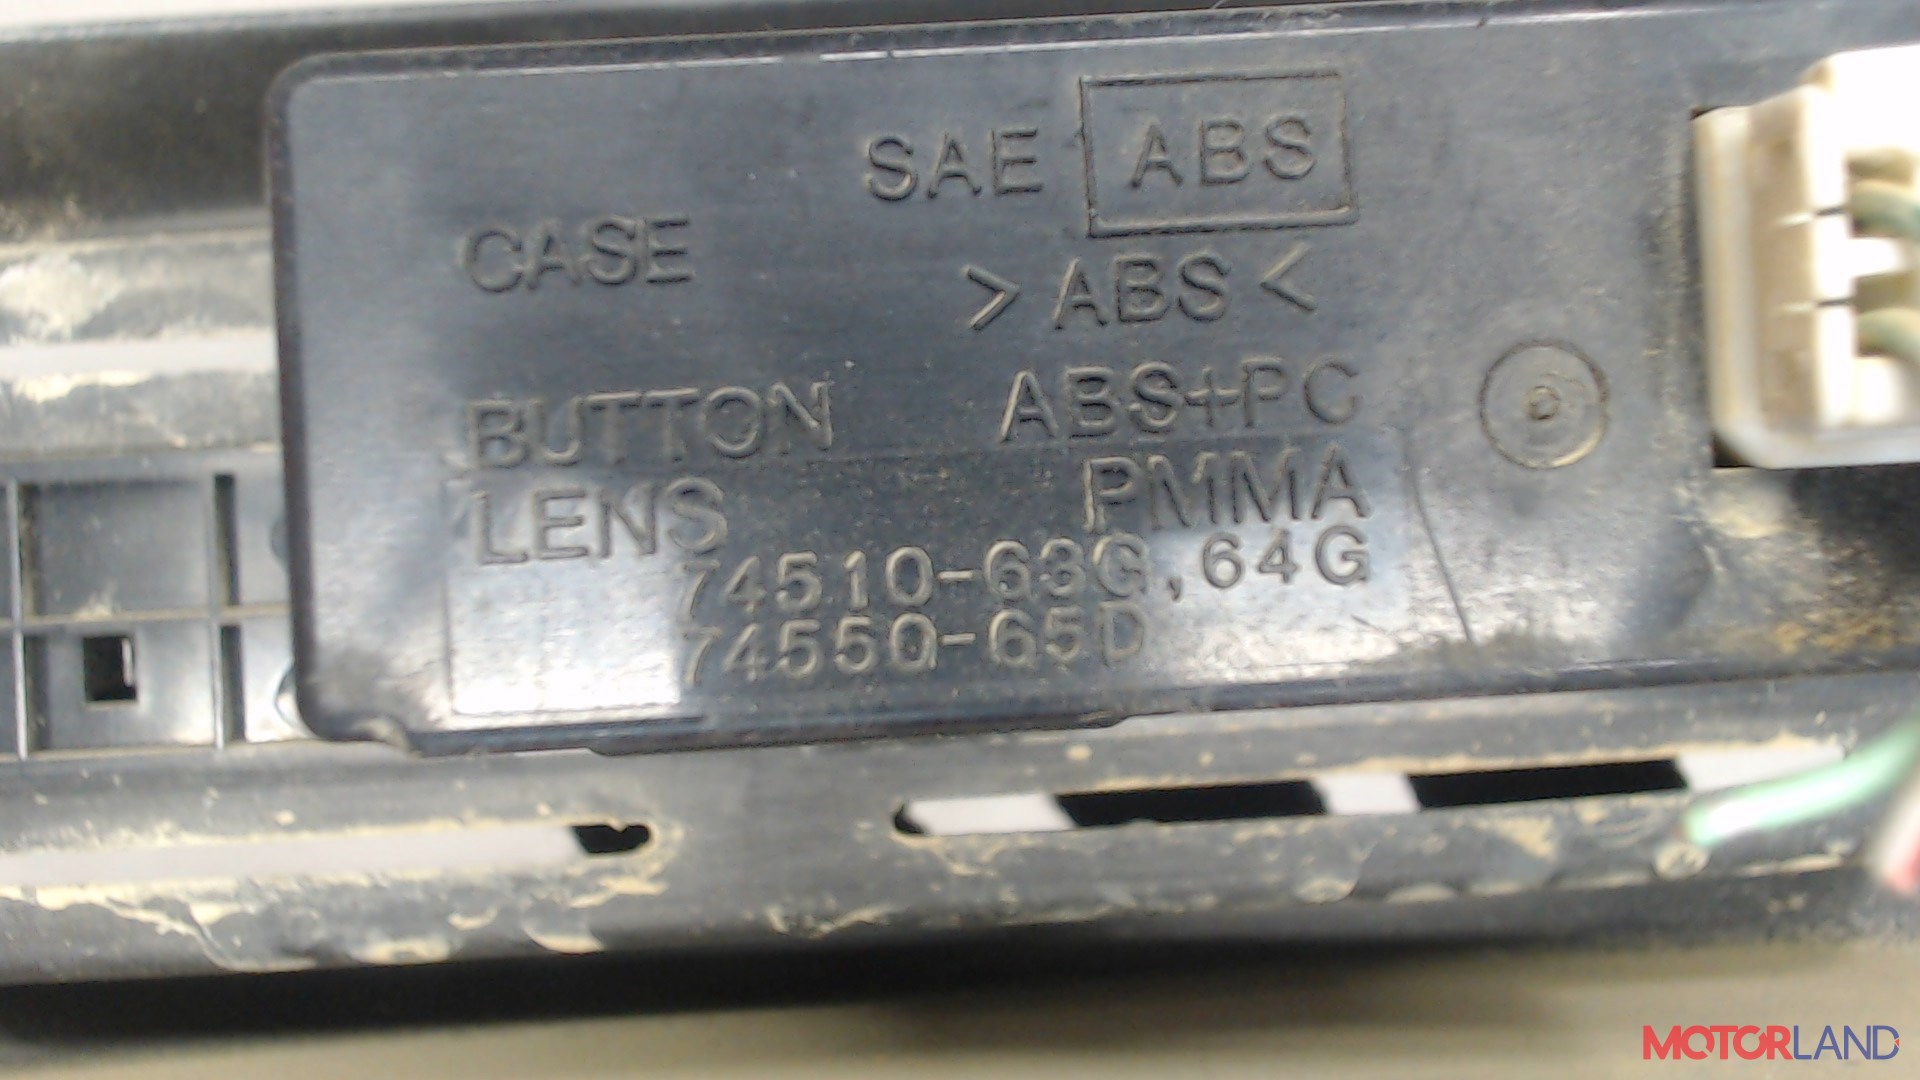 SAE ABS
CASE >ABS<
BUTTON ABS+PC
LENS PMMA
74510-63G,64G
74550-65D
MOTORLAND